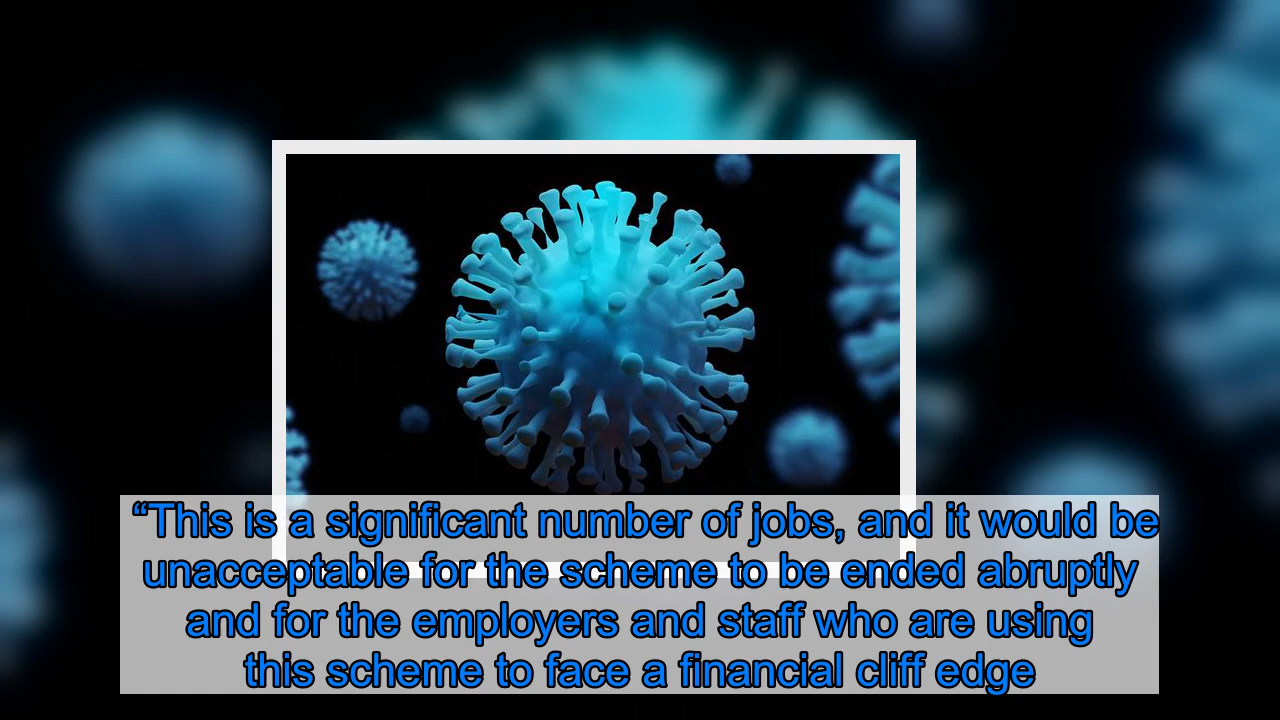 “This is a significant number of jobs, and it would be
unacceptable for the scheme to be ended abruptly
and for the employers and staff who are using
this scheme to face a financial cliff edge